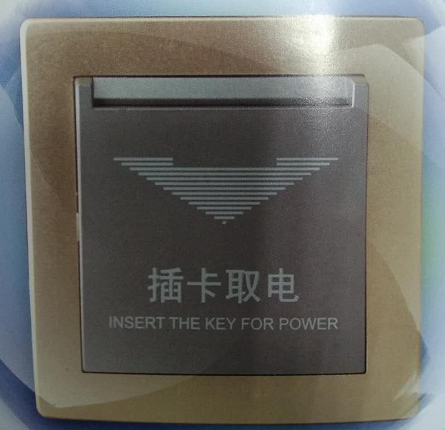 插卡取电
INSERT THE KEY FOR POWER